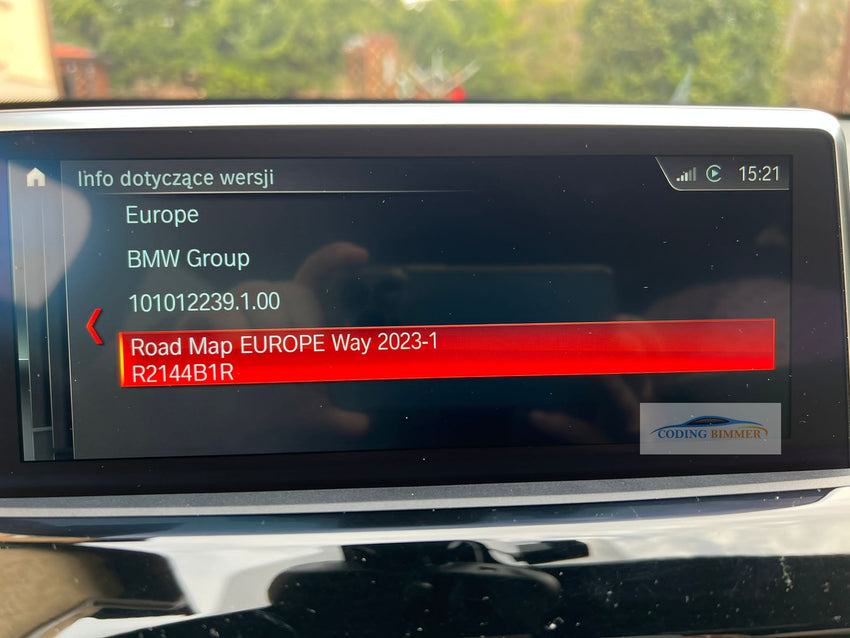 Info dotyczące wersji
15:21
Europe
BMW Group
101012239.1.00
Road Map EUROPE Way 2023-1
R2144B1R
CODING BIMMER